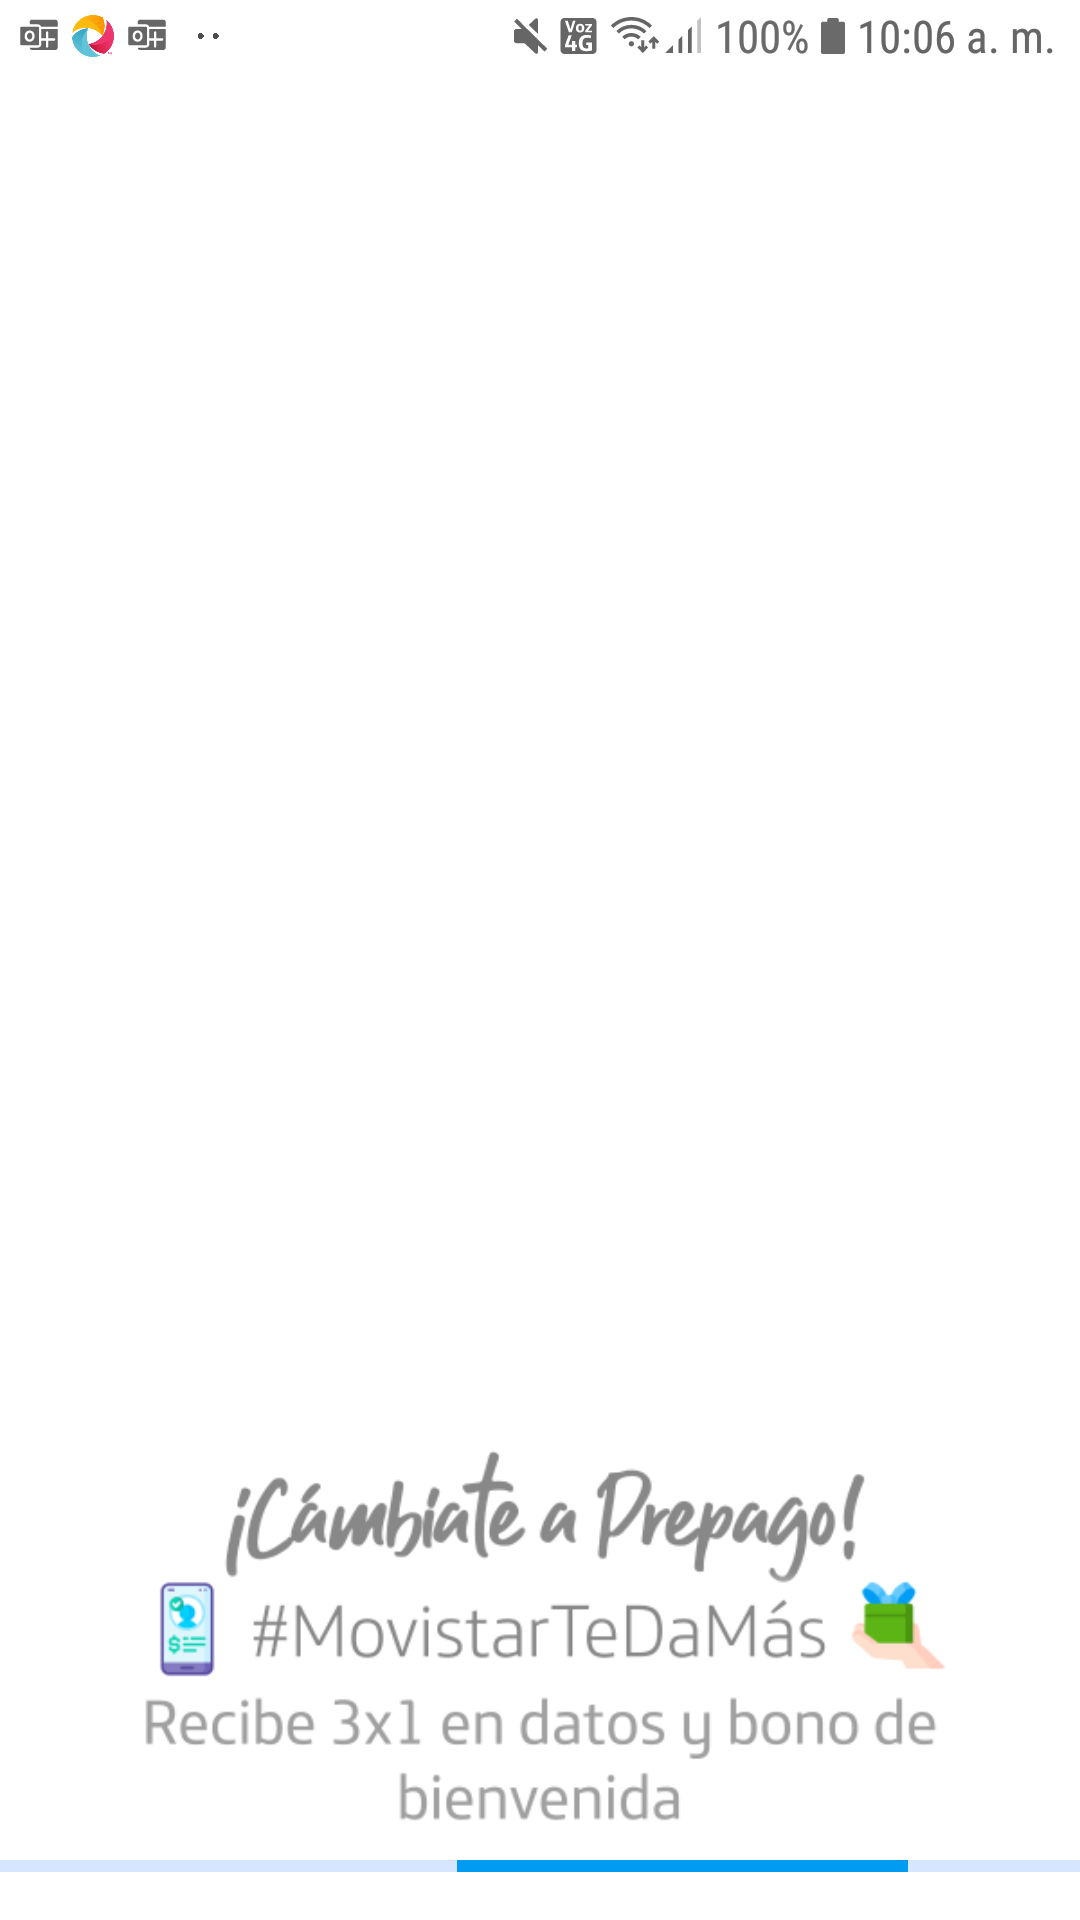 Voz 4G 100% 10:06 a. m.
¡Cámbiate a Prepago!
#MovistarTeDaMás
Recibe 3x1 en datos y bono de
bienvenida